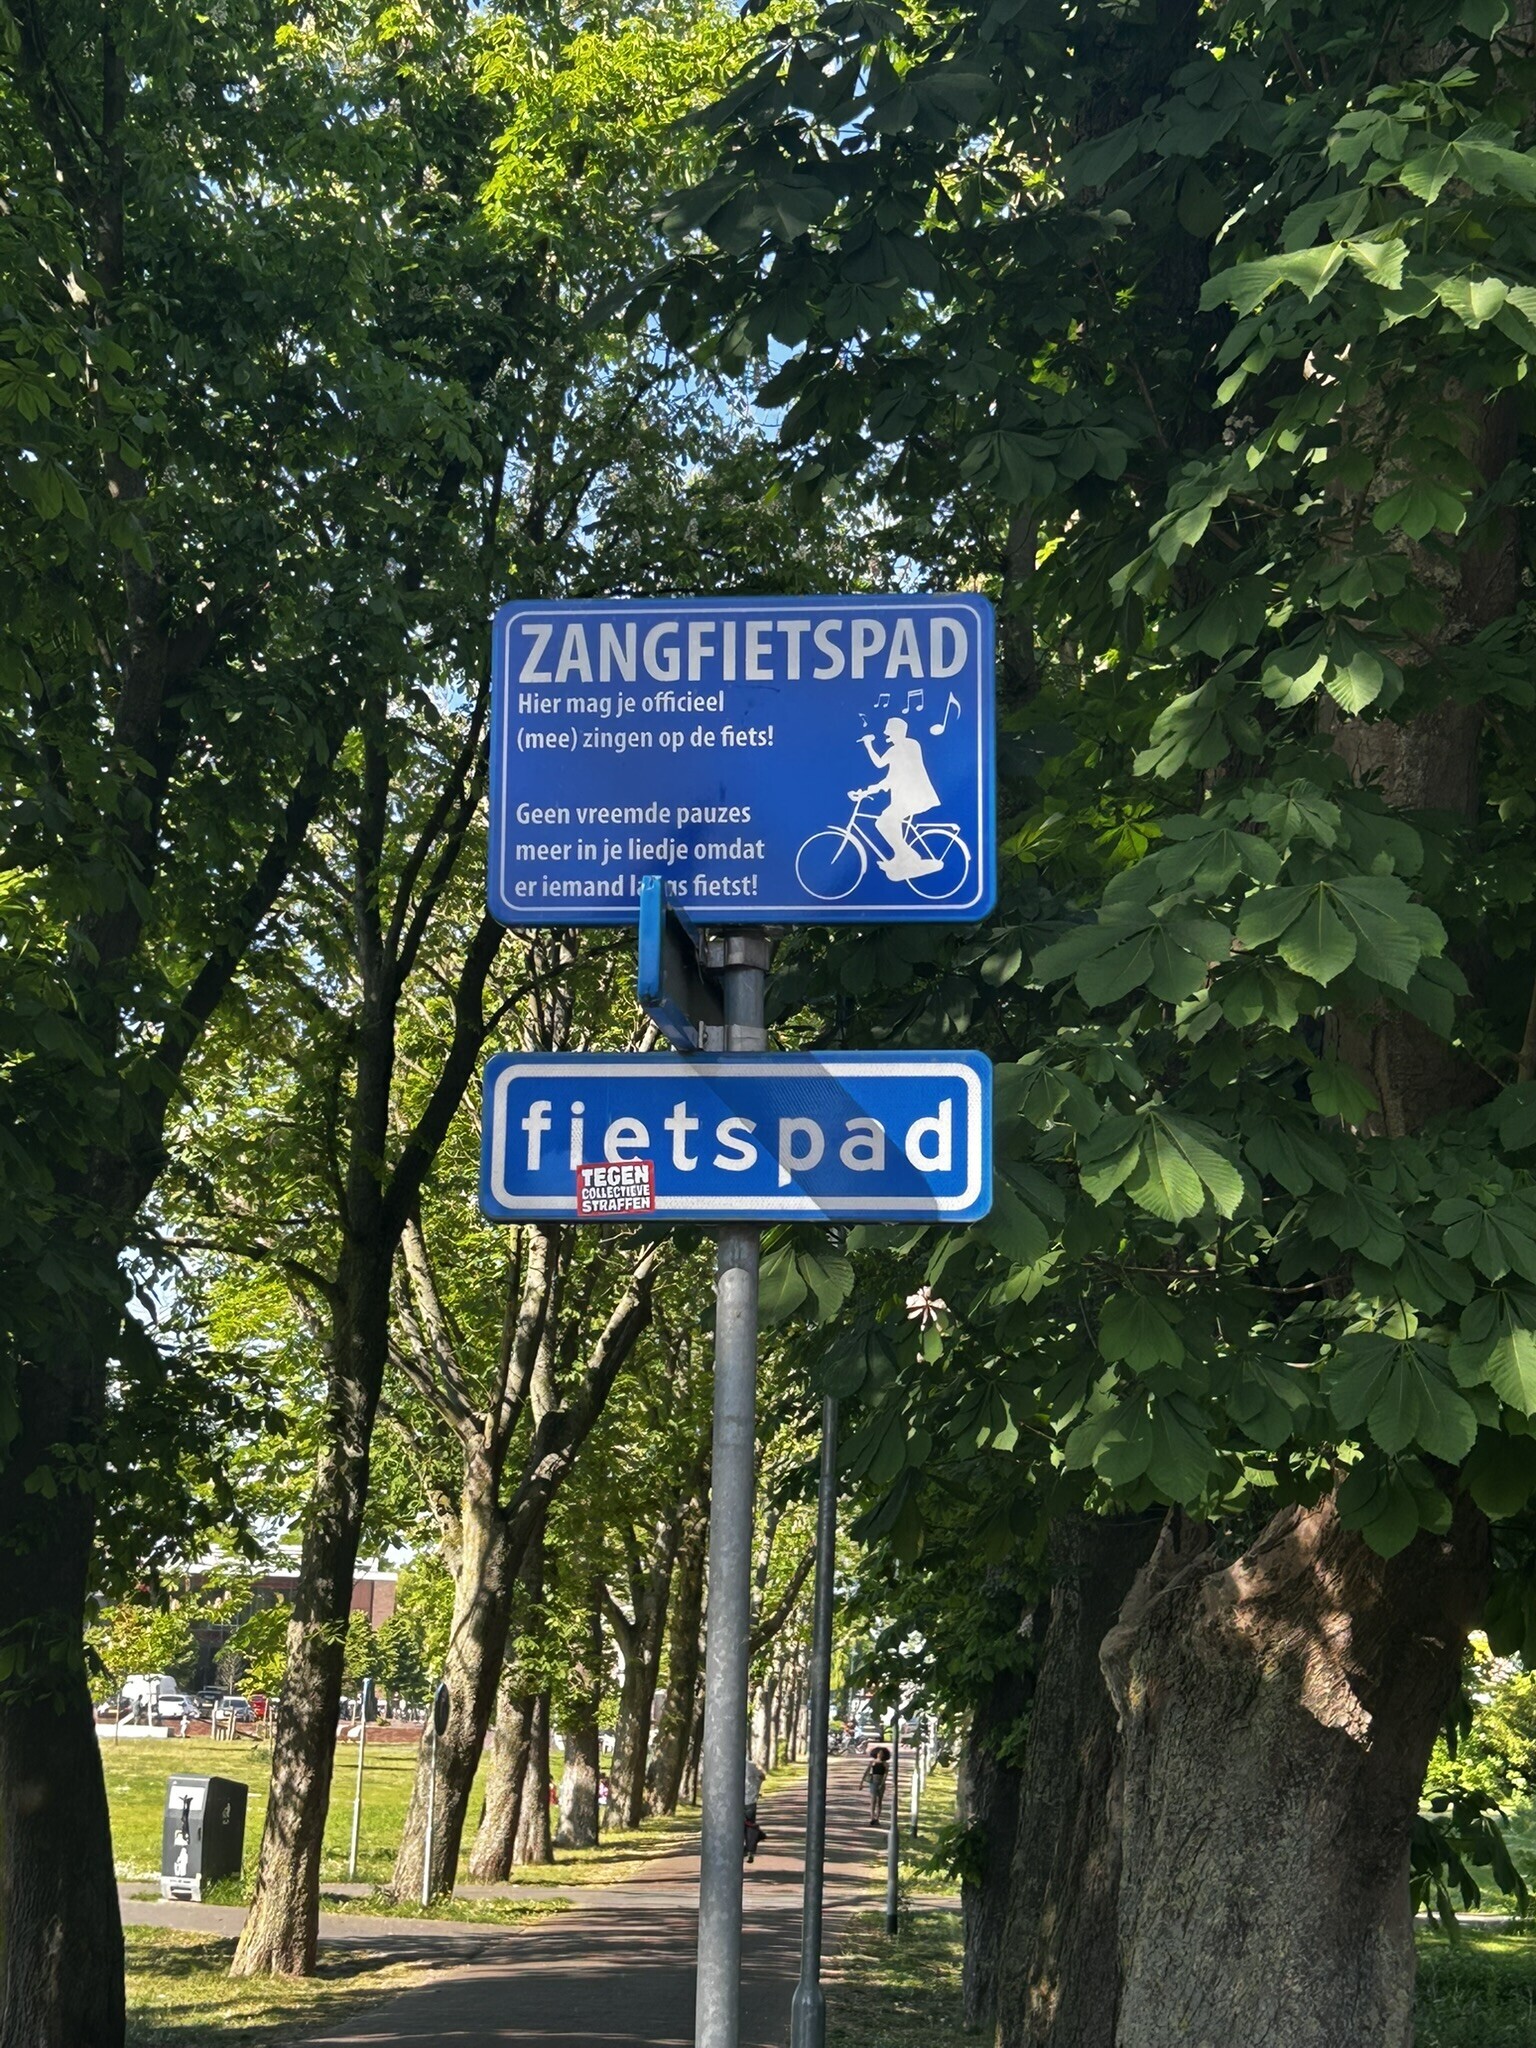 ZANGFIETSPAD
Hier mag je officieel
(mee) zingen op de fiets!
Geen vreemde pauzes
meer in je liedje omdat
er iemand langs fietst!
fietspad
TEGEN
COLLECTIEVE
STRAFFEN